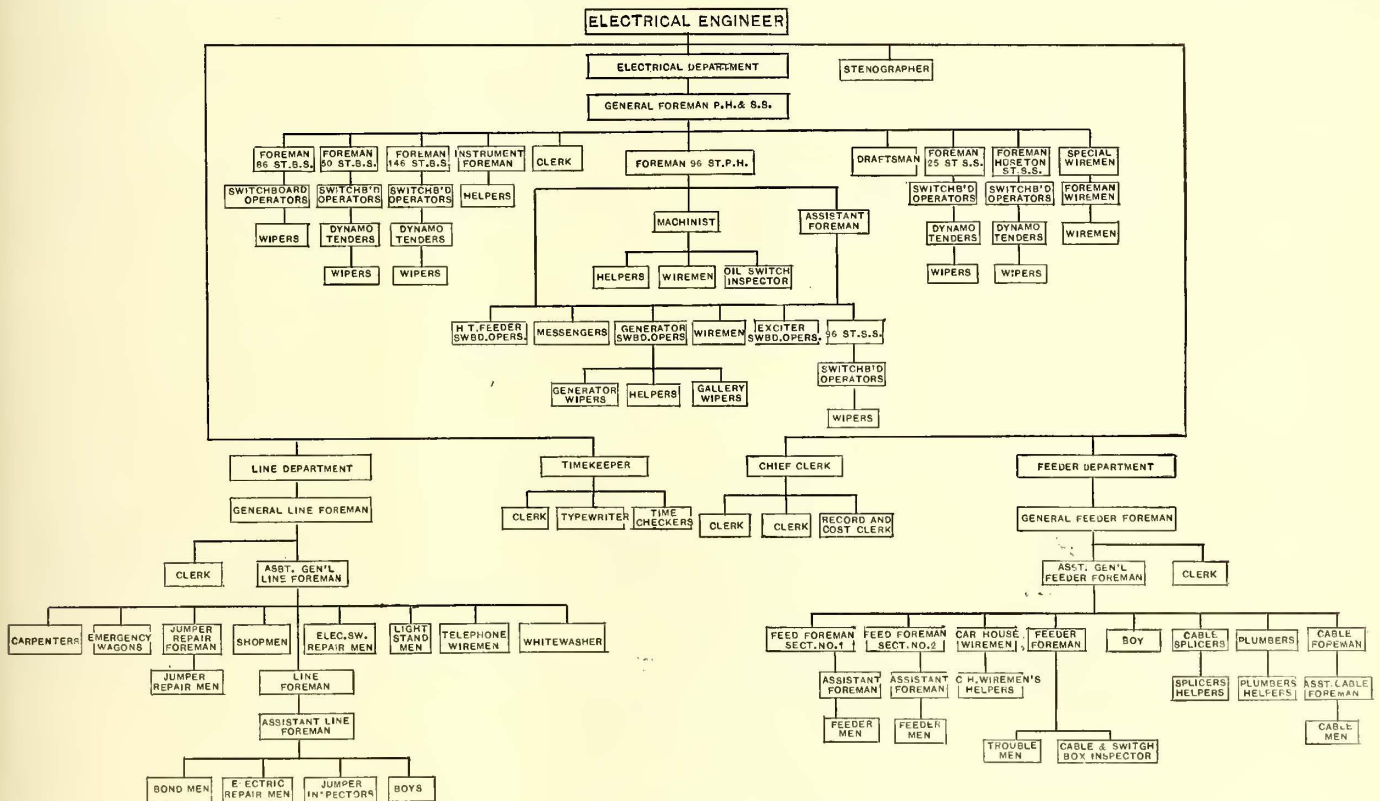 ELECTRICAL ENGINEER
ELECTRICAL DEPARTMENT
STENOGRAPHER
GENERAL FOREMAN P.H.& S.S.
FOREMAN
86 ST.B.S.
FOREMAN
50 ST.B.S.
FOREMAN
146 ST.B.S.
INSTRUMENT
FOREMAN
CLERK
FOREMAN 96 ST.P.H.
DRAFTSMAN
FOREMAN
25 ST S.S.
FOREMAN
HUSETON
ST.S.S.
SPECIAL
WIREMEN
SWITCHBOARD
OPERATORS
SWITCHB'D
OPERATORS
SWITCHB'D
OPERATORS
HELPERS
SWITCHB'D
OPERATORS
SWITCHB'D
OPERATORS
FOREMAN
WIREMEN
MACHINIST
ASSISTANT
FOREMAN
WIPERS
DYNAMO
TENDERS
DYNAMO
TENDERS
DYNAMO
TENDERS
DYNAMO
TENDERS
WIREMEN
WIPERS
WIPERS
HELPERS
WIREMEN
OIL SWITCH
INSPECTOR
WIPERS
WIPERS
H T.FEEDER
SWBD.OPERS.
MESSENGERS
GENERATOR
SWBD.OPERS
WIREMEN
EXCITER
SWBD.OPERS.
96 ST.S.S.
SWITCHB'D
OPERATORS
GENERATOR
WIPERS
HELPERS
GALLERY
WIPERS
WIPERS
LINE DEPARTMENT
TIMEKEEPER
CHIEF CLERK
FEEDER DEPARTMENT
GENERAL LINE FOREMAN
CLERK
TYPEWRITER
TIME
CHECKERS
CLERK
CLERK
RECORD AND
COST CLERK
GENERAL FEEDER FOREMAN
CLERK
ASST. GEN'L
LINE FOREMAN
ASST. GEN'L
FEEDER FOREMAN
CLERK
CARPENTERS
EMERGENCY
WAGONS
JUMPER
REPAIR
FOREMAN
SHOPMEN
ELEC.SW.
REPAIR MEN
LIGHT
STAND
MEN
TELEPHONE
WIREMEN
WHITEWASHER
FEED FOREMAN
SECT.NO.1
FEED FOREMAN
SECT.NO.2
CAR HOUSE
WIREMEN
FEEDER
FOREMAN
BOY
CABLE
SPLICERS
PLUMBERS
CABLE
FOREMAN
JUMPER
REPAIR MEN
LINE
FOREMAN
ASSISTANT
FOREMAN
ASSISTANT
FOREMAN
C H.WIREMEN'S
HELPERS
SPLICERS
HELPERS
PLUMBERS
HELPERS
ASST.CABLE
FOREMAN
ASSISTANT LINE
FOREMAN
FEEDER
MEN
FEEDER
MEN
TROUBLE
MEN
CABLE & SWITCH
BOX INSPECTOR
CABLE
MEN
BOND MEN
ELECTRIC
REPAIR MEN
JUMPER
INSPECTORS
BOYS